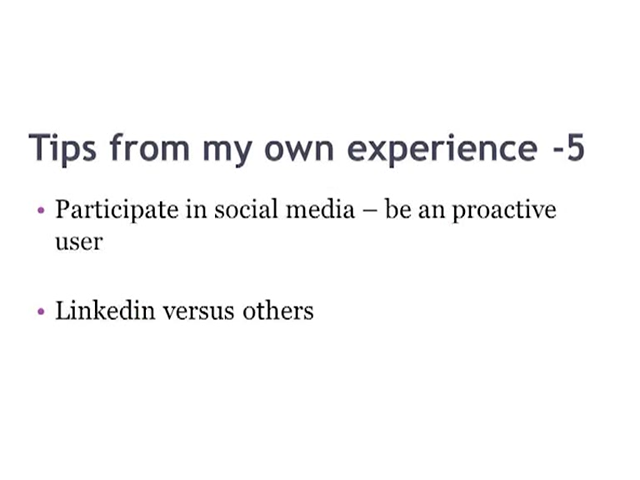 Tips from my own experience -5
• Participate in social media – be an proactive
user
• Linkedin versus others